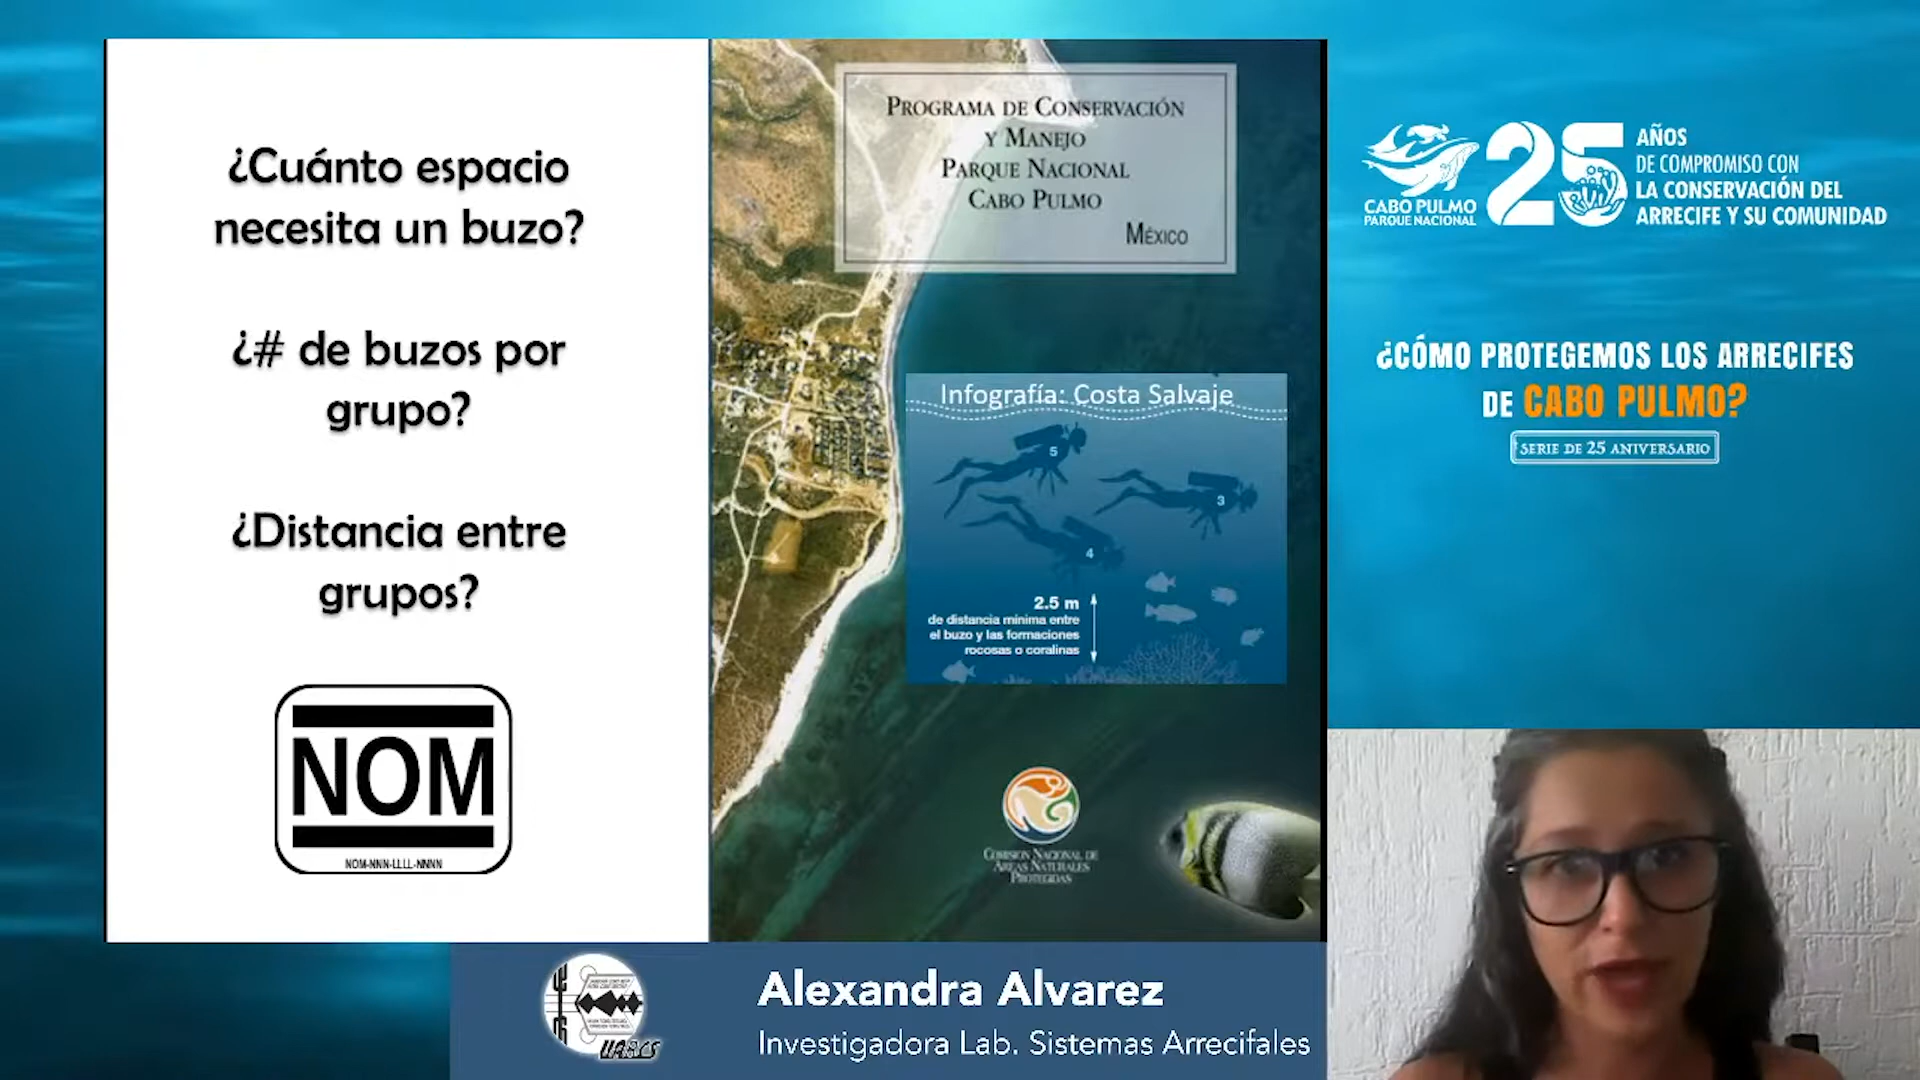 ¿Cuánto espacio
necesita un buzo?
¿# de buzos por
grupo?
¿Distancia entre
grupos?
NOM
NOM-NNN-LLLL-NNNN
PROGRAMA DE CONSERVACIÓN
Y MANEJO
PARQUE NACIONAL
CABO PULMO
MÉXICO
Infografía: Costa Salvaje
5
3
4
2.5 m
de distancia mínima entre
el buzo y las formaciones
rocosas o coralinas
COMISIÓN NACIONAL DE
ÁREAS NATURALES
PROTEGIDAS
CABO PULMO
PARQUE NACIONAL
25
AÑOS
DE COMPROMISO CON
LA CONSERVACIÓN DEL
ARRECIFE Y SU COMUNIDAD
¿CÓMO PROTEGEMOS LOS ARRECIFES
DE CABO PULMO?
SERIE DE 25 ANIVERSARIO
UABCS
Alexandra Alvarez
Investigadora Lab. Sistemas Arrecifales